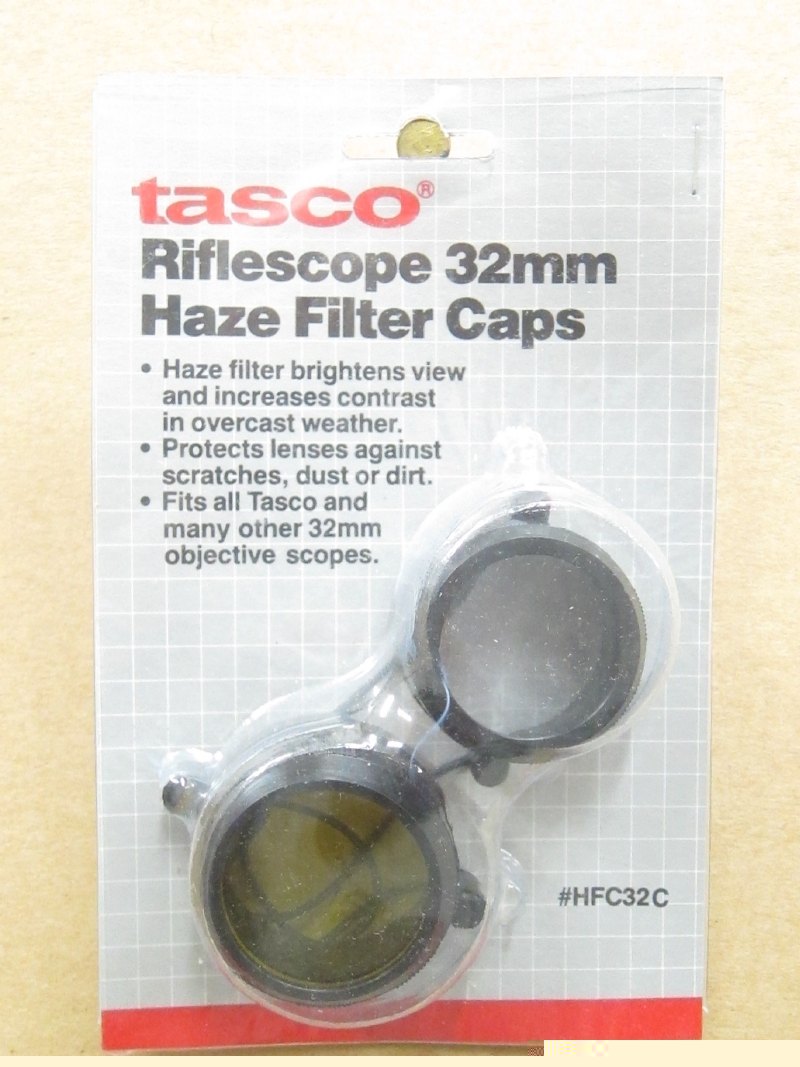 tasco®
Riflescope 32mm
Haze Filter Caps
• Haze filter brightens view
and increases contrast
in overcast weather.
• Protects lenses against
scratches, dust or dirt.
• Fits all Tasco and
many other 32mm
objective scopes.
#HFC32C